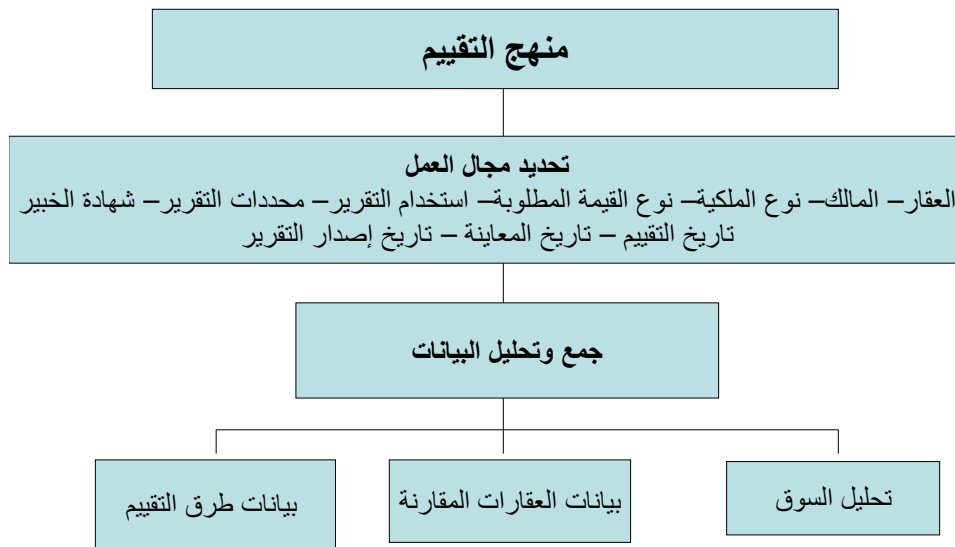 منهج التقييم
تحديد مجال العمل
العقار– المالك– نوع الملكية– نوع القيمة المطلوبة– استخدام التقرير– محددات التقرير– شهادة الخبير
تاريخ التقييم – تاريخ المعاينة – تاريخ إصدار التقرير
جمع وتحليل البيانات
تحليل السوق
بيانات العقارات المقارنة
بيانات طرق التقييم